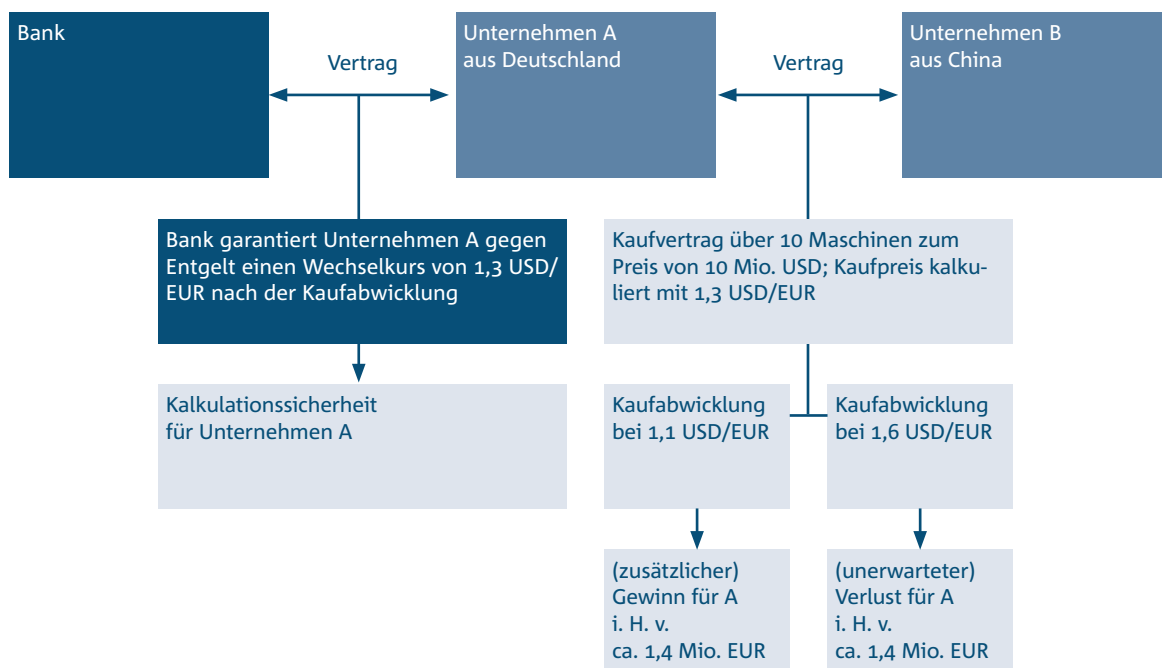 Bank
Vertrag
Unternehmen A
aus Deutschland
Vertrag
Unternehmen B
aus China
Bank garantiert Unternehmen A gegen
Entgelt einen Wechselkurs von 1,3 USD/
EUR nach der Kaufabwicklung
Kaufvertrag über 10 Maschinen zum
Preis von 10 Mio. USD; Kaufpreis kalku-
liert mit 1,3 USD/EUR
Kalkulationssicherheit
für Unternehmen A
Kaufabwicklung
bei 1,1 USD/EUR
Kaufabwicklung
bei 1,6 USD/EUR
(zusätzlicher)
Gewinn für A
i. H. v.
ca. 1,4 Mio. EUR
(unerwarteter)
Verlust für A
i. H. v.
ca. 1,4 Mio. EUR